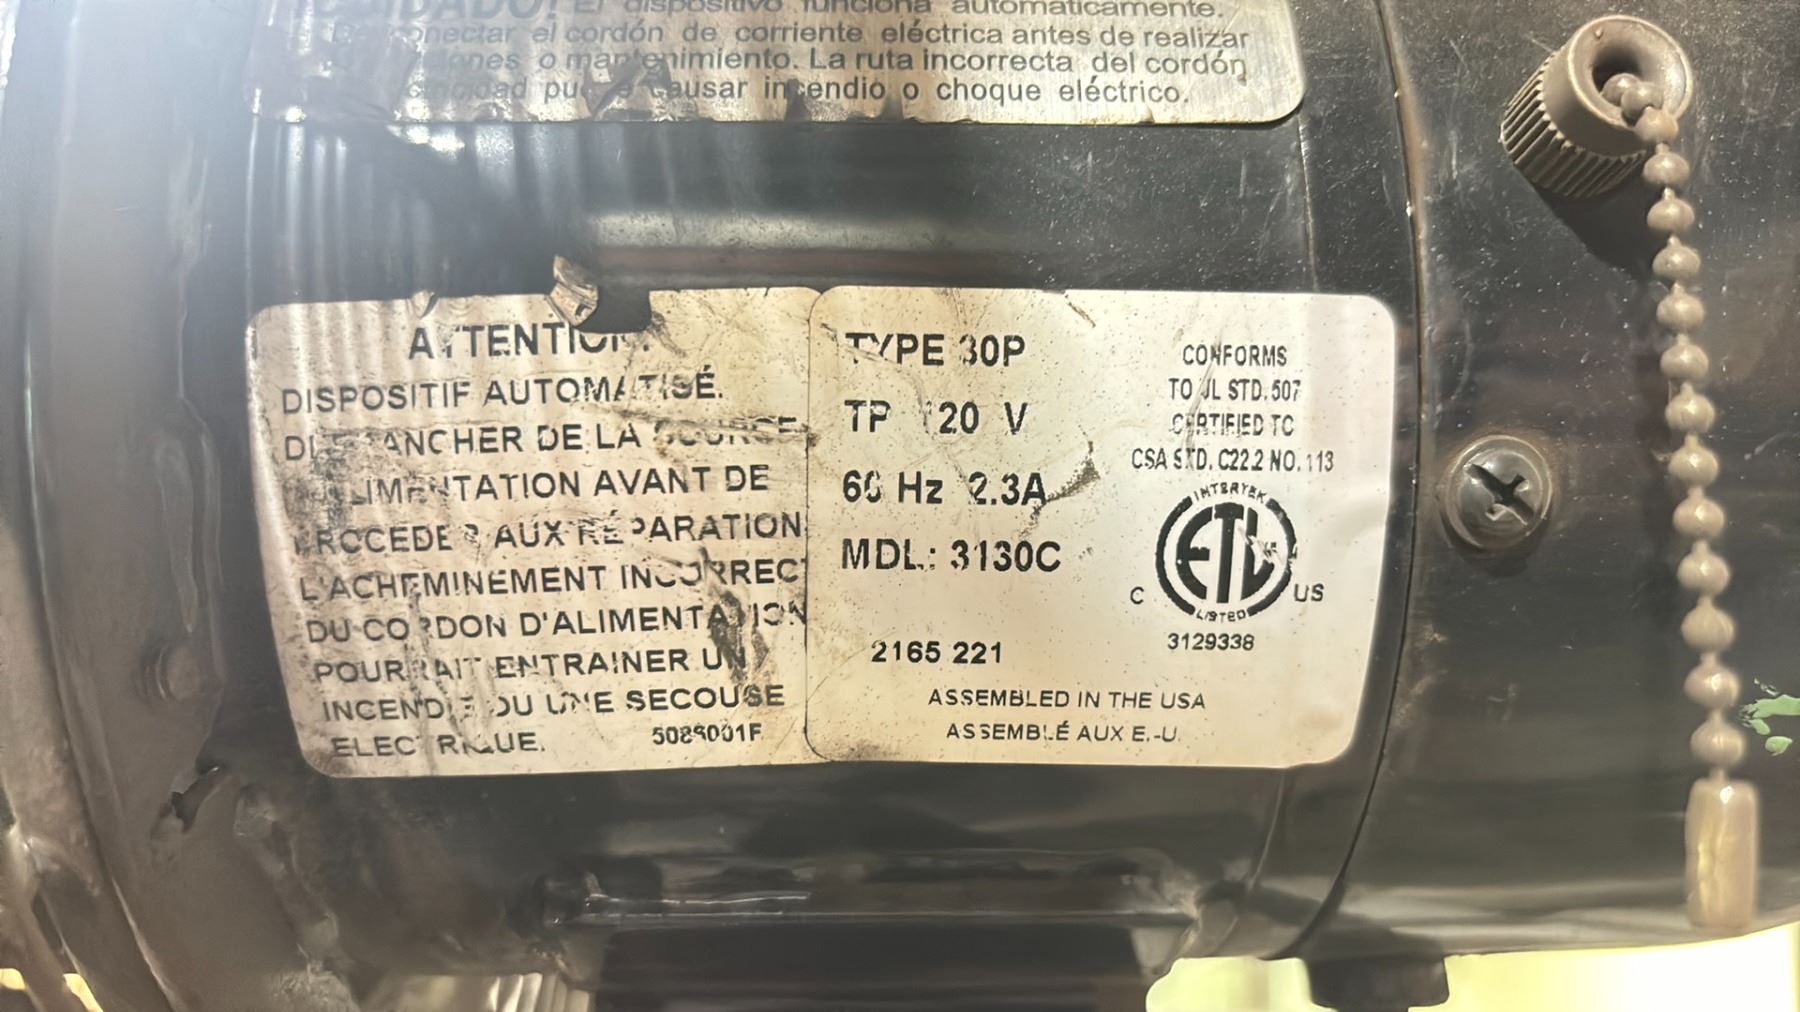 ¡CUIDADO! El dispositivo funciona automáticamente.
Desconectar el cordón de corriente eléctrica antes de realizar
o mantenimiento. La ruta incorrecta del cordón
puede causar incendio o choque eléctrico.
ATTENTION:
DISPOSITIF AUTOMATISÉ.
DÉBRANCHER DE LA SOURCE
ALIMENTATION AVANT DE
PROCEDER AUX RÉPARATION
L'ACHEMINEMENT INCORRECT
DU CORDON D'ALIMENTATION
POURRAIT ENTRAINER UN
INCENDIE OU UNE SECOUSE
ELECTRIQUE.
TYPE 30P
TP 120 V
60 Hz 2.3A
MDL: 3130C
2165 221
CONFORMS
TO UL STD. 507
CERTIFIED TO
CSA STD. C22.2 NO. 113
INTERTEK
ETL
C US
LISTED
3129338
ASSEMBLED IN THE USA
ASSEMBLÉ AUX E.-U.